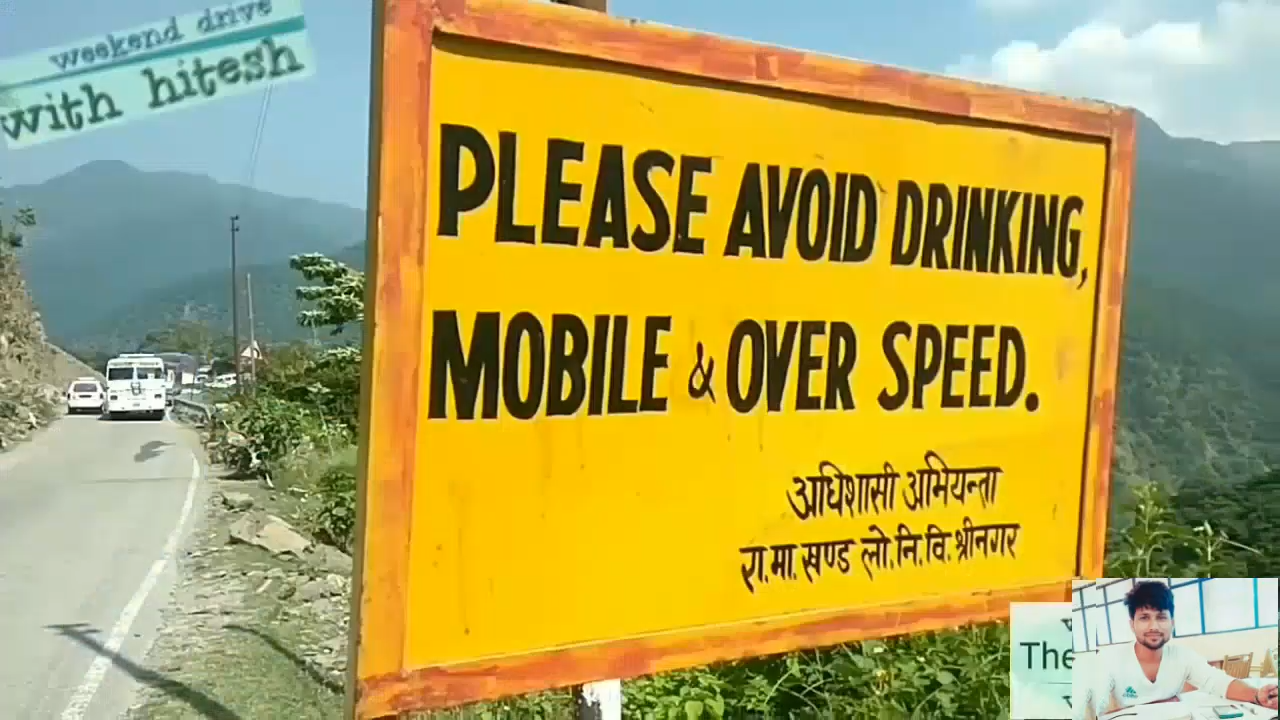 weekend drive
with hitesh
PLEASE AVOID DRINKING,
MOBILE & OVER SPEED.
अधिशासी अभियन्ता
रा.मा.खण्ड लो.नि.वि.श्रीनगर
The